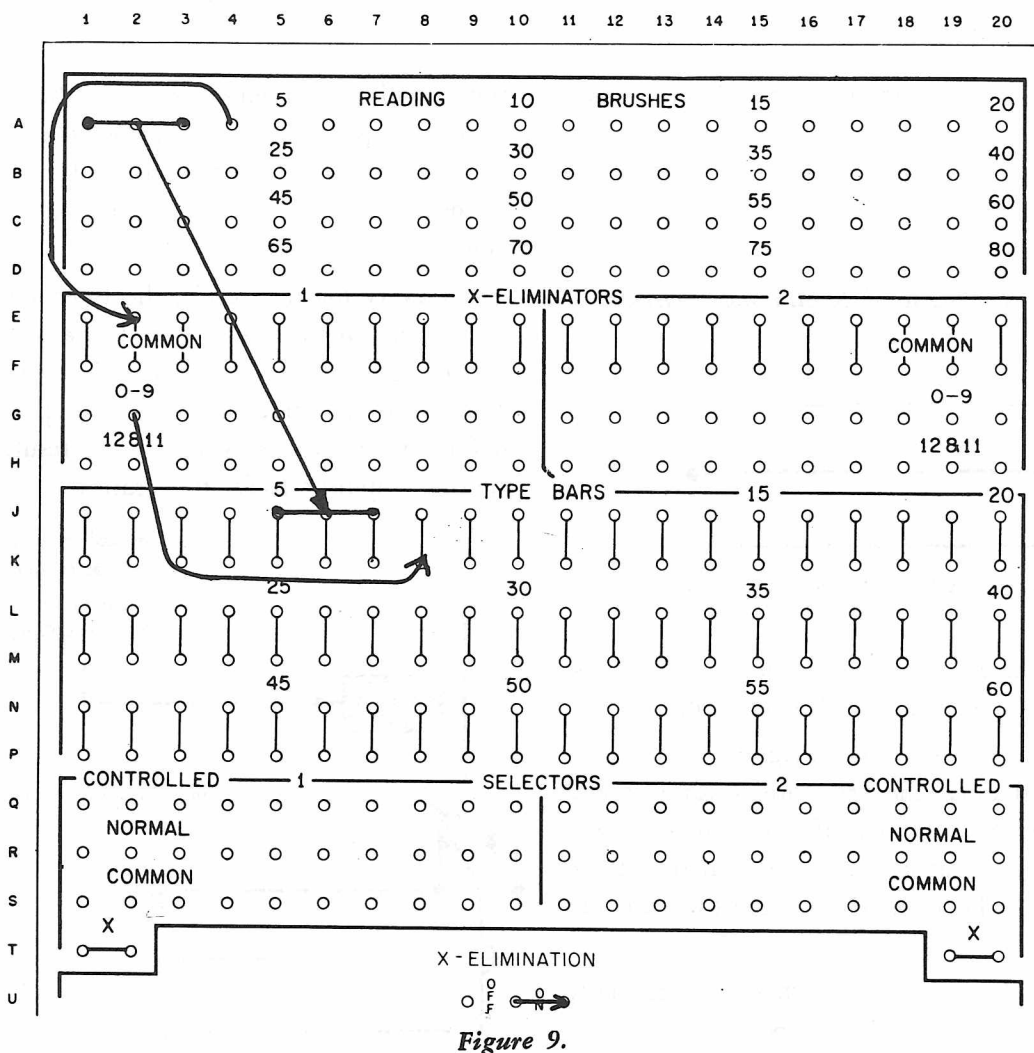 1 2 3 4 5 6 7 8 9 10 11 12 13 14 15 16 17 18 19 20
5 READING 10 BRUSHES 15 20
A
25 30 35 40
B
45 50 55 60
C
65 70 75 80
D
1 X-ELIMINATORS 2
E
COMMON COMMON
F
0-9 0-9
G
12&11 12&11
H
5 TYPE BARS 15 20
J
K
25 30 35 40
L
M
45 50 55 60
N
P
CONTROLLED 1 SELECTORS 2 CONTROLLED
Q
NORMAL NORMAL
R
COMMON COMMON
S
X X
T
X-ELIMINATION
U OFF ON
Figure 9.